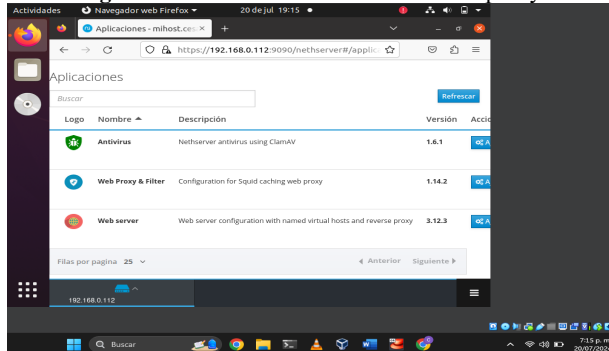 Actividades Navegador web Firefox 20 de jul 19:15
Aplicaciones - mihost.ces × +
https://192.168.0.112:9090/nethserver#/applic
Aplicaciones
Buscar
Refrescar
Logo Nombre Descripción Versión Accio
Antivirus Nethserver antivirus using ClamAV 1.6.1 A
Web Proxy & Filter Configuration for Squid caching web proxy 1.14.2 A
Web server Web server configuration with named virtual hosts and reverse proxy 3.12.3 A
Filas por pagina 25 Anterior Siguiente
192.168.0.112
Buscar 7:15 p. m.
20/07/202